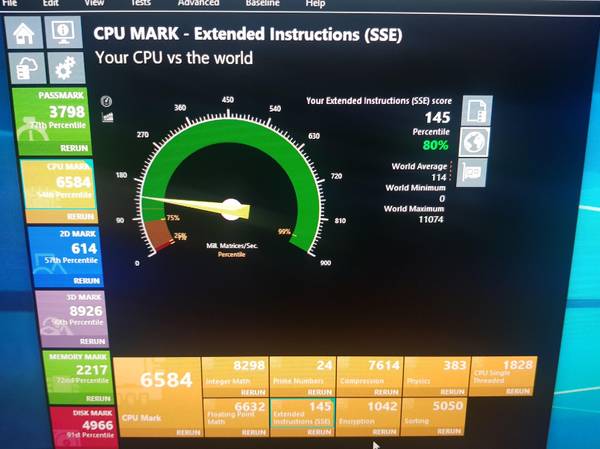 File Edit View Tests Advanced Baseline Help
CPU MARK - Extended Instructions (SSE)
Your CPU vs the world
PASSMARK
3798
77th Percentile
RERUN
CPU MARK
6584
54th Percentile
RERUN
2D MARK
614
57th Percentile
RERUN
3D MARK
8926
Percentile
RERUN
MEMORY MARK
2217
72nd Percentile
RERUN
DISK MARK
4966
91st Percentile
RERUN
0
90
180
270
360
450
540
630
720
810
900
75%
25%
1%
99%
Mill. Matrices/Sec.
Percentile
Your Extended Instructions (SSE) score
145
Percentile
80%
World Average
114
World Minimum
0
World Maximum
11074
6584
CPU Mark
8298
Integer Math
RERUN
24
Prime Numbers
RERUN
7614
Compression
RERUN
383
Physics
RERUN
1828
CPU Single Threaded
RERUN
6632
Floating Point Math
RERUN
145
Extended Instructions (SSE)
RERUN
1042
Encryption
RERUN
5050
Sorting
RERUN